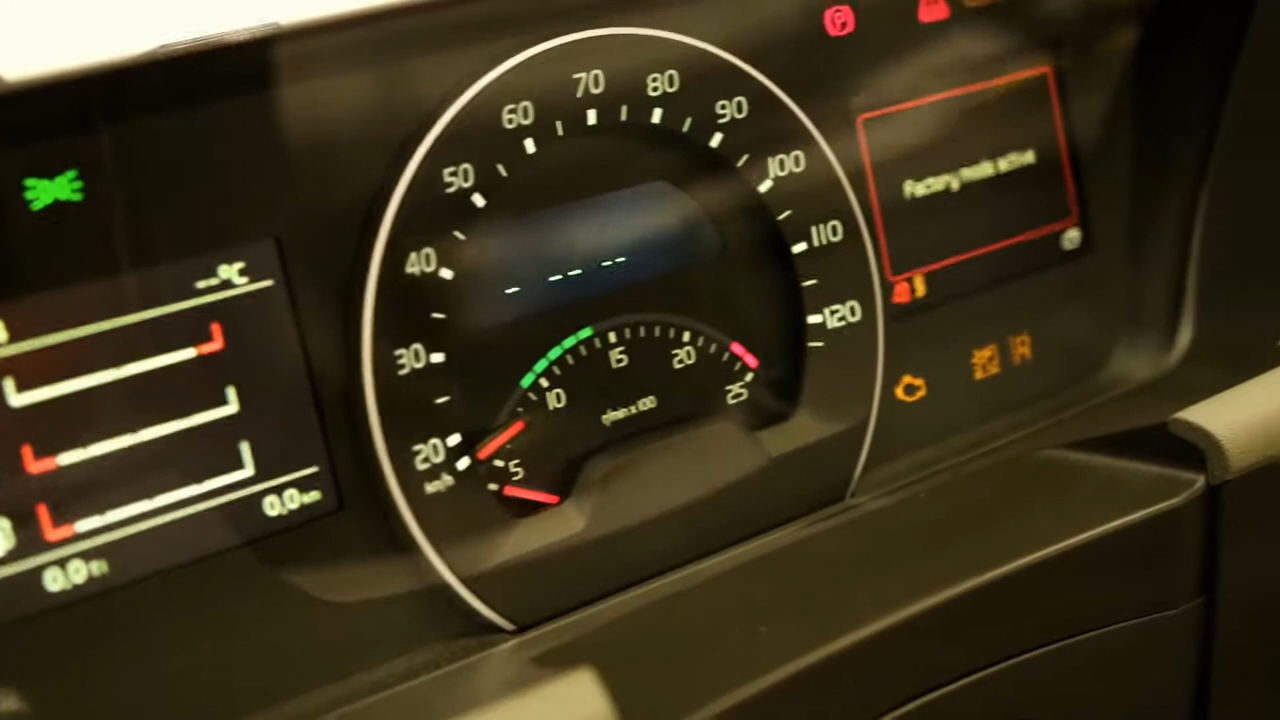 P
--°C
0,0 km
0,0 h
20
30
40
50
60
70
80
90
100
110
120
km/h
-- -- --
5
10
15
20
25
r/min x 100
Factory mode active